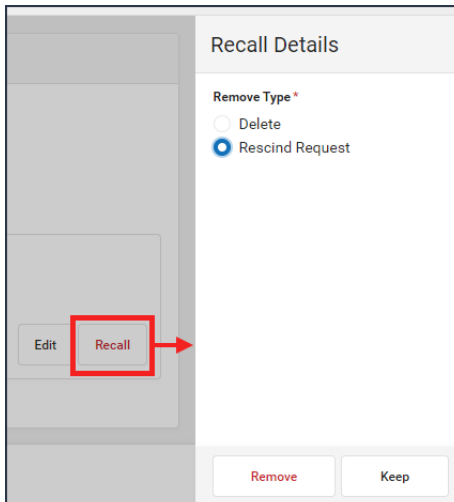 Recall Details
Remove Type*
Delete
Rescind Request
Edit
Recall
Remove
Keep